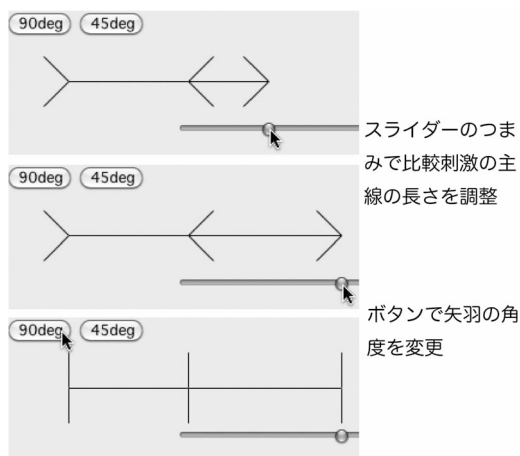 90deg 45deg
スライダーのつま
みで比較刺激の主
線の長さを調整
90deg 45deg
ボタンで矢羽の角
度を変更
90deg 45deg